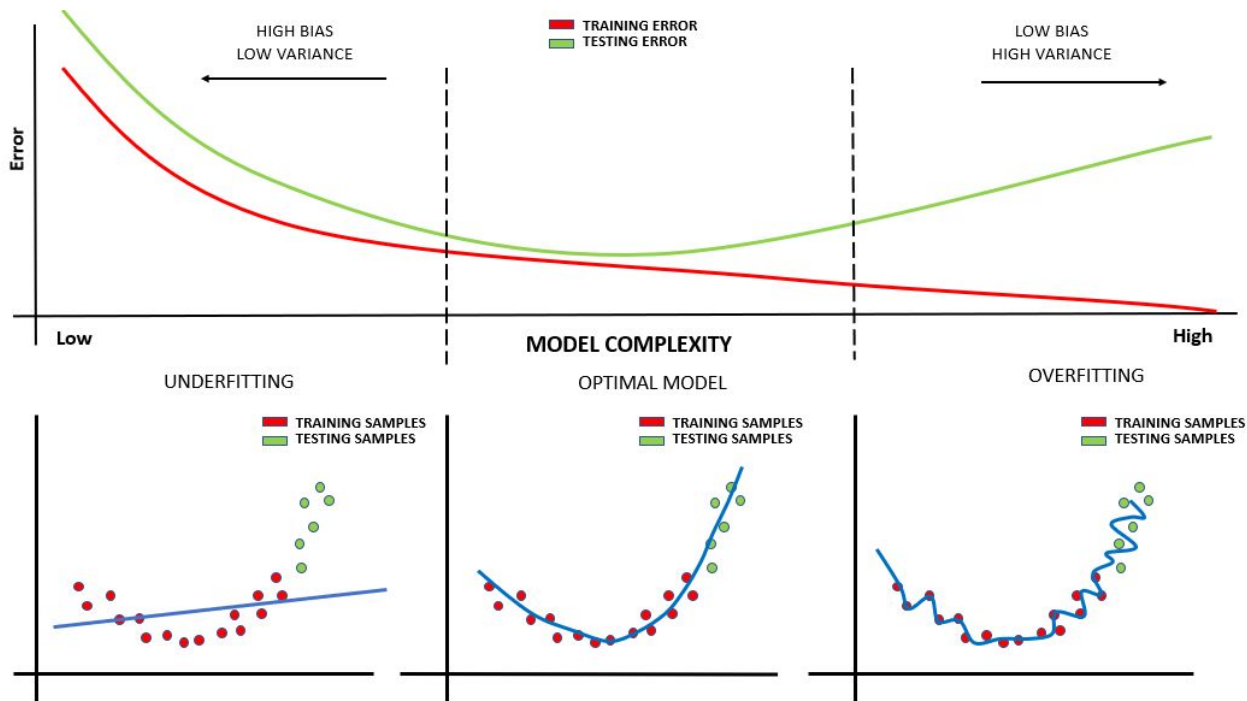 HIGH BIAS
LOW VARIANCE
TRAINING ERROR
TESTING ERROR
LOW BIAS
HIGH VARIANCE
Error
Low
MODEL COMPLEXITY
High
UNDERFITTING
OPTIMAL MODEL
OVERFITTING
TRAINING SAMPLES
TESTING SAMPLES
TRAINING SAMPLES
TESTING SAMPLES
TRAINING SAMPLES
TESTING SAMPLES